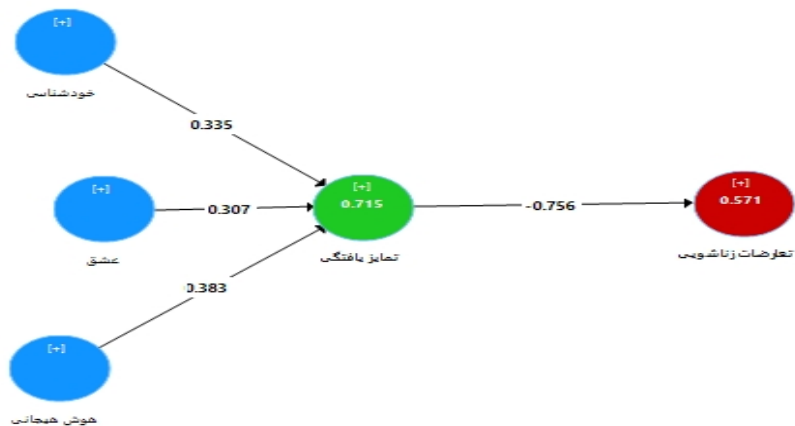 [+]
خودشناسی
0.335
[+]
عشق
0.307
[+]
هوش هیجانی
0.383
[+]
0.715
تمایز یافتگی
-0.756
[+]
0.571
تعارضات زناشویی